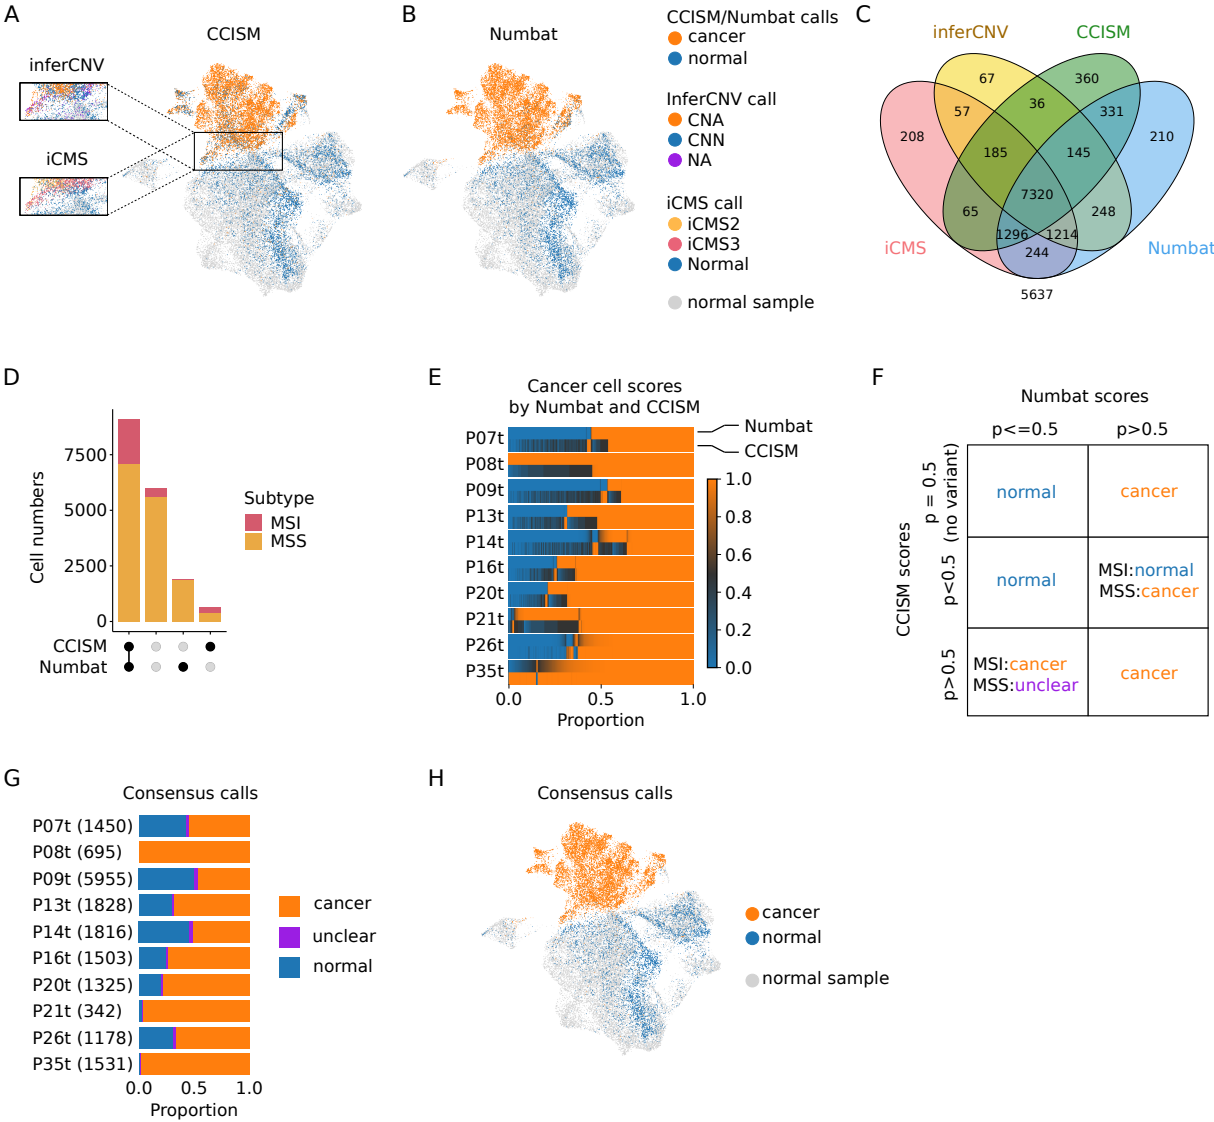 A
CCISM
inferCNV
iCMS
B
Numbat
CCISM/Numbat calls
cancer
normal
InferCNV call
CNA
CNN
NA
iCMS call
iCMS2
iCMS3
Normal
normal sample
C
inferCNV
CCISM
iCMS
Numbat
67
360
57
36
331
208
210
185
145
7320
65
248
1296
1214
244
5637
D
Cell numbers
7500
5000
2500
0
CCISM
Numbat
Subtype
MSI
MSS
E
Cancer cell scores
by Numbat and CCISM
Numbat
CCISM
P07t
P08t
P09t
P13t
P14t
P16t
P20t
P21t
P26t
P35t
0.0 0.5 1.0
Proportion
1.0
0.8
0.6
0.4
0.2
0.0
F
Numbat scores
p<=0.5 p>0.5
CCISM scores
p = 0.5
(no variant)
p<0.5
p>0.5
normal
cancer
normal
MSI:normal
MSS:cancer
MSI:cancer
MSS:unclear
cancer
G
Consensus calls
P07t (1450)
P08t (695)
P09t (5955)
P13t (1828)
P14t (1816)
P16t (1503)
P20t (1325)
P21t (342)
P26t (1178)
P35t (1531)
0.0 0.5 1.0
Proportion
cancer
unclear
normal
H
Consensus calls
cancer
normal
normal sample